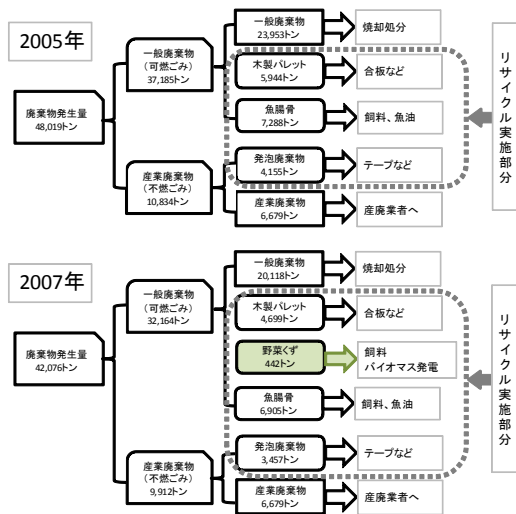 2005年
廃棄物発生量
48,019トン
一般廃棄物
（可燃ごみ）
37,185トン
産業廃棄物
（不燃ごみ）
10,834トン
一般廃棄物
23,953トン
焼却処分
木製パレット
5,944トン
合板など
魚腸骨
7,288トン
飼料、魚油
発泡廃棄物
4,155トン
テープなど
産業廃棄物
6,679トン
産廃業者へ
リサイクル実施部分
2007年
廃棄物発生量
42,076トン
一般廃棄物
（可燃ごみ）
32,164トン
産業廃棄物
（不燃ごみ）
9,912トン
一般廃棄物
20,118トン
焼却処分
木製パレット
4,699トン
合板など
野菜くず
442トン
飼料
バイオマス発電
魚腸骨
6,905トン
飼料、魚油
発泡廃棄物
3,457トン
テープなど
産業廃棄物
6,679トン
産廃業者へ
リサイクル実施部分